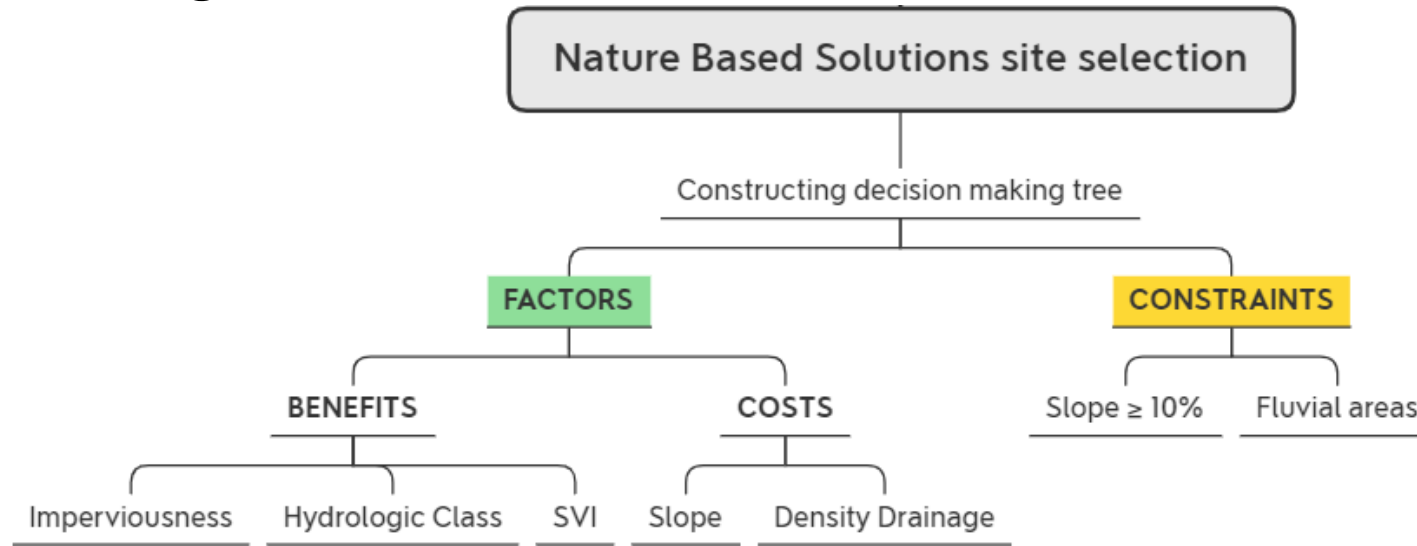 Nature Based Solutions site selection
Constructing decision making tree
FACTORS
CONSTRAINTS
BENEFITS
COSTS
Slope ≥ 10%
Fluvial areas
Imperviousness
Hydrologic Class
SVI
Slope
Density Drainage